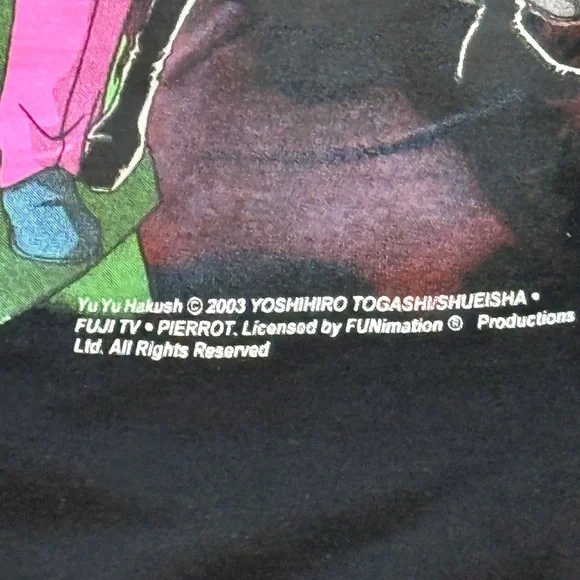 Yu Yu Hakush © 2003 YOSHIHIRO TOGASHI/SHUEISHA •
FUJI TV • PIERROT. Licensed by FUNimation ® Productions
Ltd. All Rights Reserved